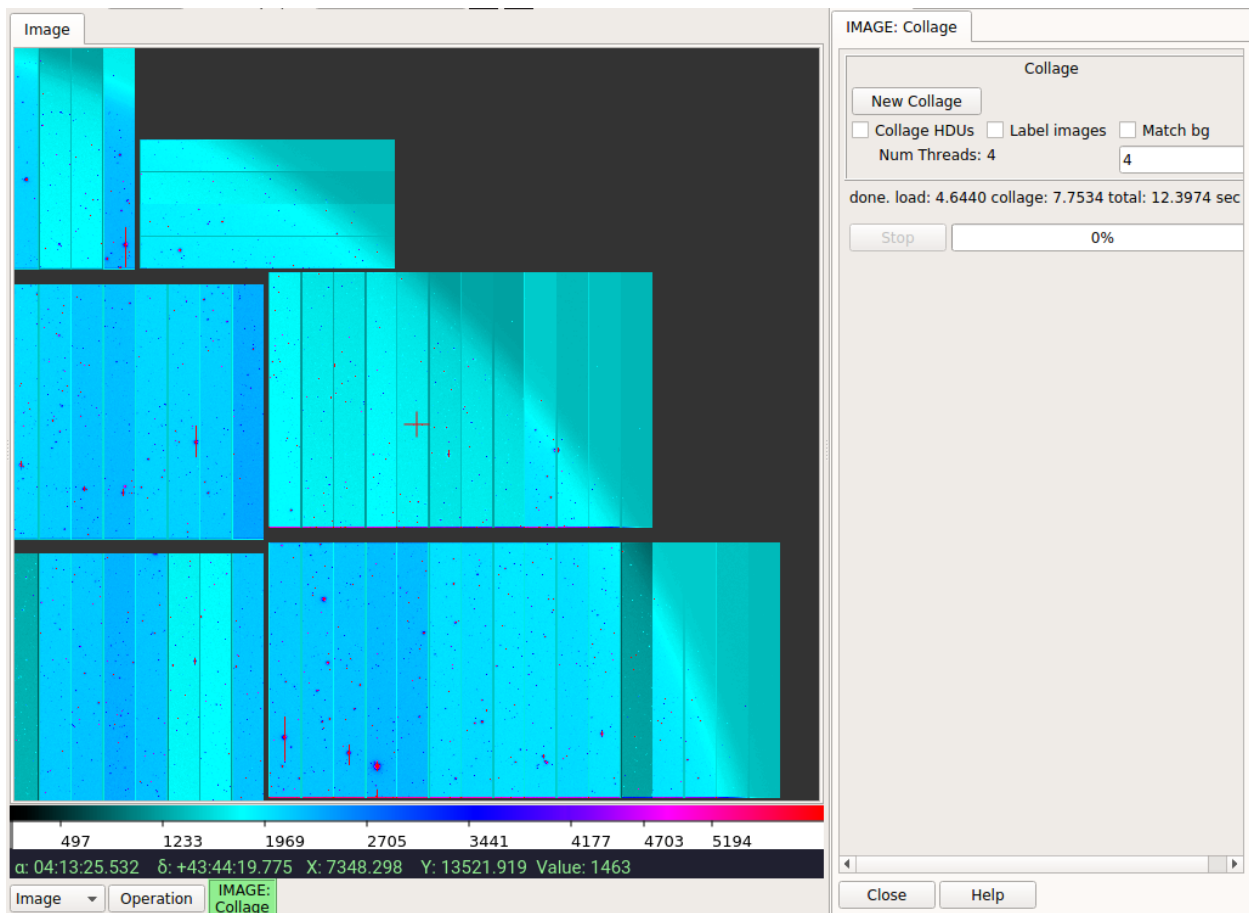 Image
IMAGE: Collage
Collage
New Collage
Collage HDUs Label images Match bg
Num Threads: 4 4
done. load: 4.6440 collage: 7.7534 total: 12.3974 sec
Stop 0%
497 1233 1969 2705 3441 4177 4703 5194
α: 04:13:25.532 δ: +43:44:19.775 X: 7348.298 Y: 13521.919 Value: 1463
Image Operation IMAGE:
Collage
Close Help